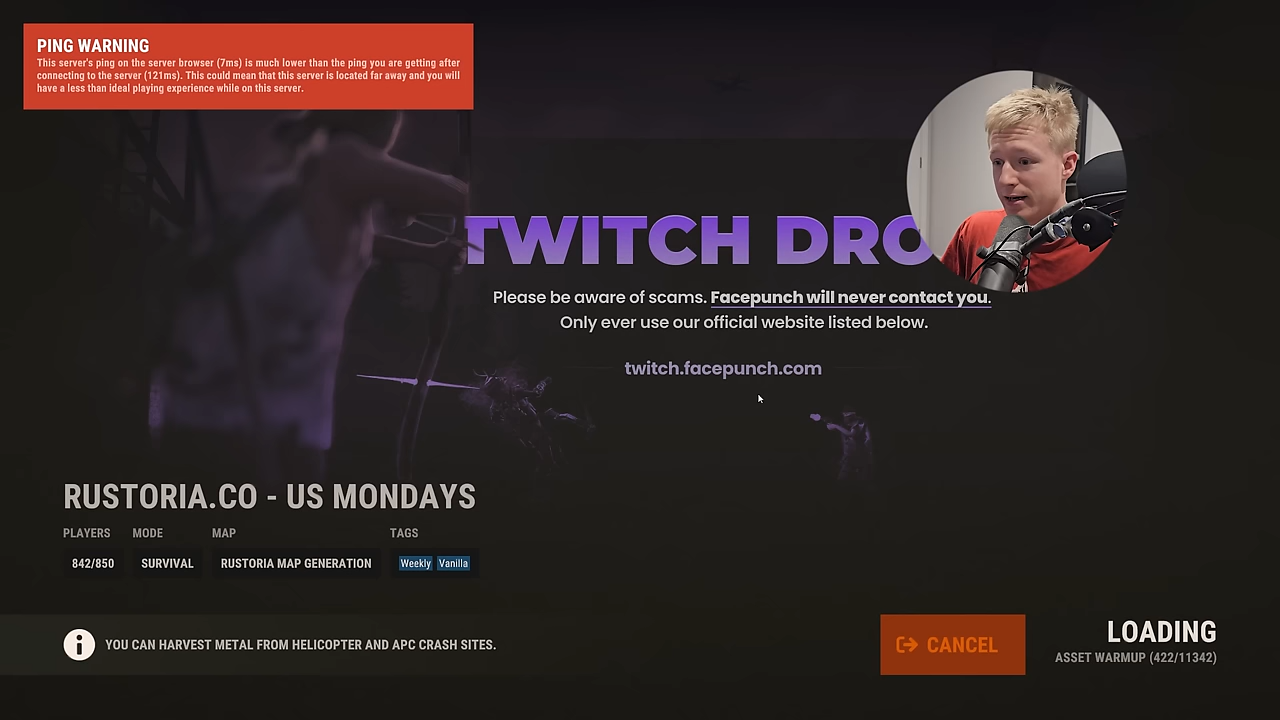 PING WARNING
This server's ping on the server browser (7ms) is much lower than the ping you are getting after
connecting to the server (121ms). This could mean that this server is located far away and you will
have a less than ideal playing experience while on this server.
TWITCH DRO
Please be aware of scams. Facepunch will never contact you.
Only ever use our official website listed below.
twitch.facepunch.com
RUSTORIA.CO - US MONDAYS
PLAYERS MODE MAP TAGS
842/850 SURVIVAL RUSTORIA MAP GENERATION Weekly Vanilla
YOU CAN HARVEST METAL FROM HELICOPTER AND APC CRASH SITES.
CANCEL
LOADING
ASSET WARMUP (422/11342)